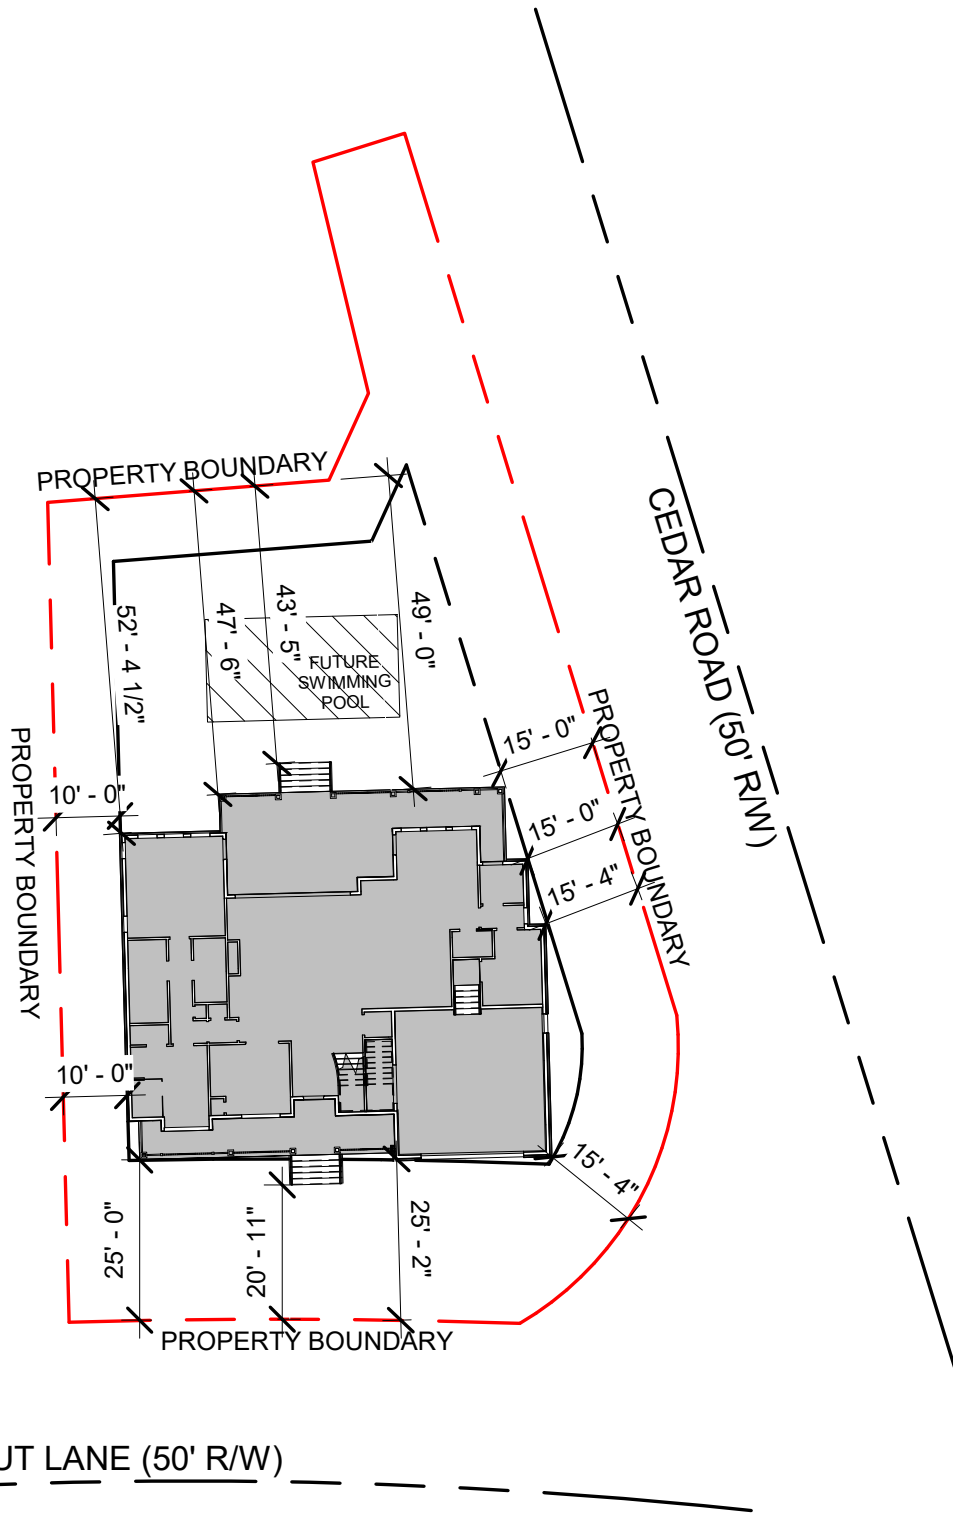 PROPERTY BOUNDARY
CEDAR ROAD (50' R/W)
52' - 4 1/2"
47' - 6"
43' - 5"
49' - 0"
FUTURE
SWIMMING
POOL
PROPERTY BOUNDARY
15' - 0"
PROPERTY BOUNDARY
10' - 0"
15' - 0"
15' - 4"
10' - 0"
15' - 4"
25' - 0"
20' - 11"
25' - 2"
PROPERTY BOUNDARY
LANE (50' R/W)